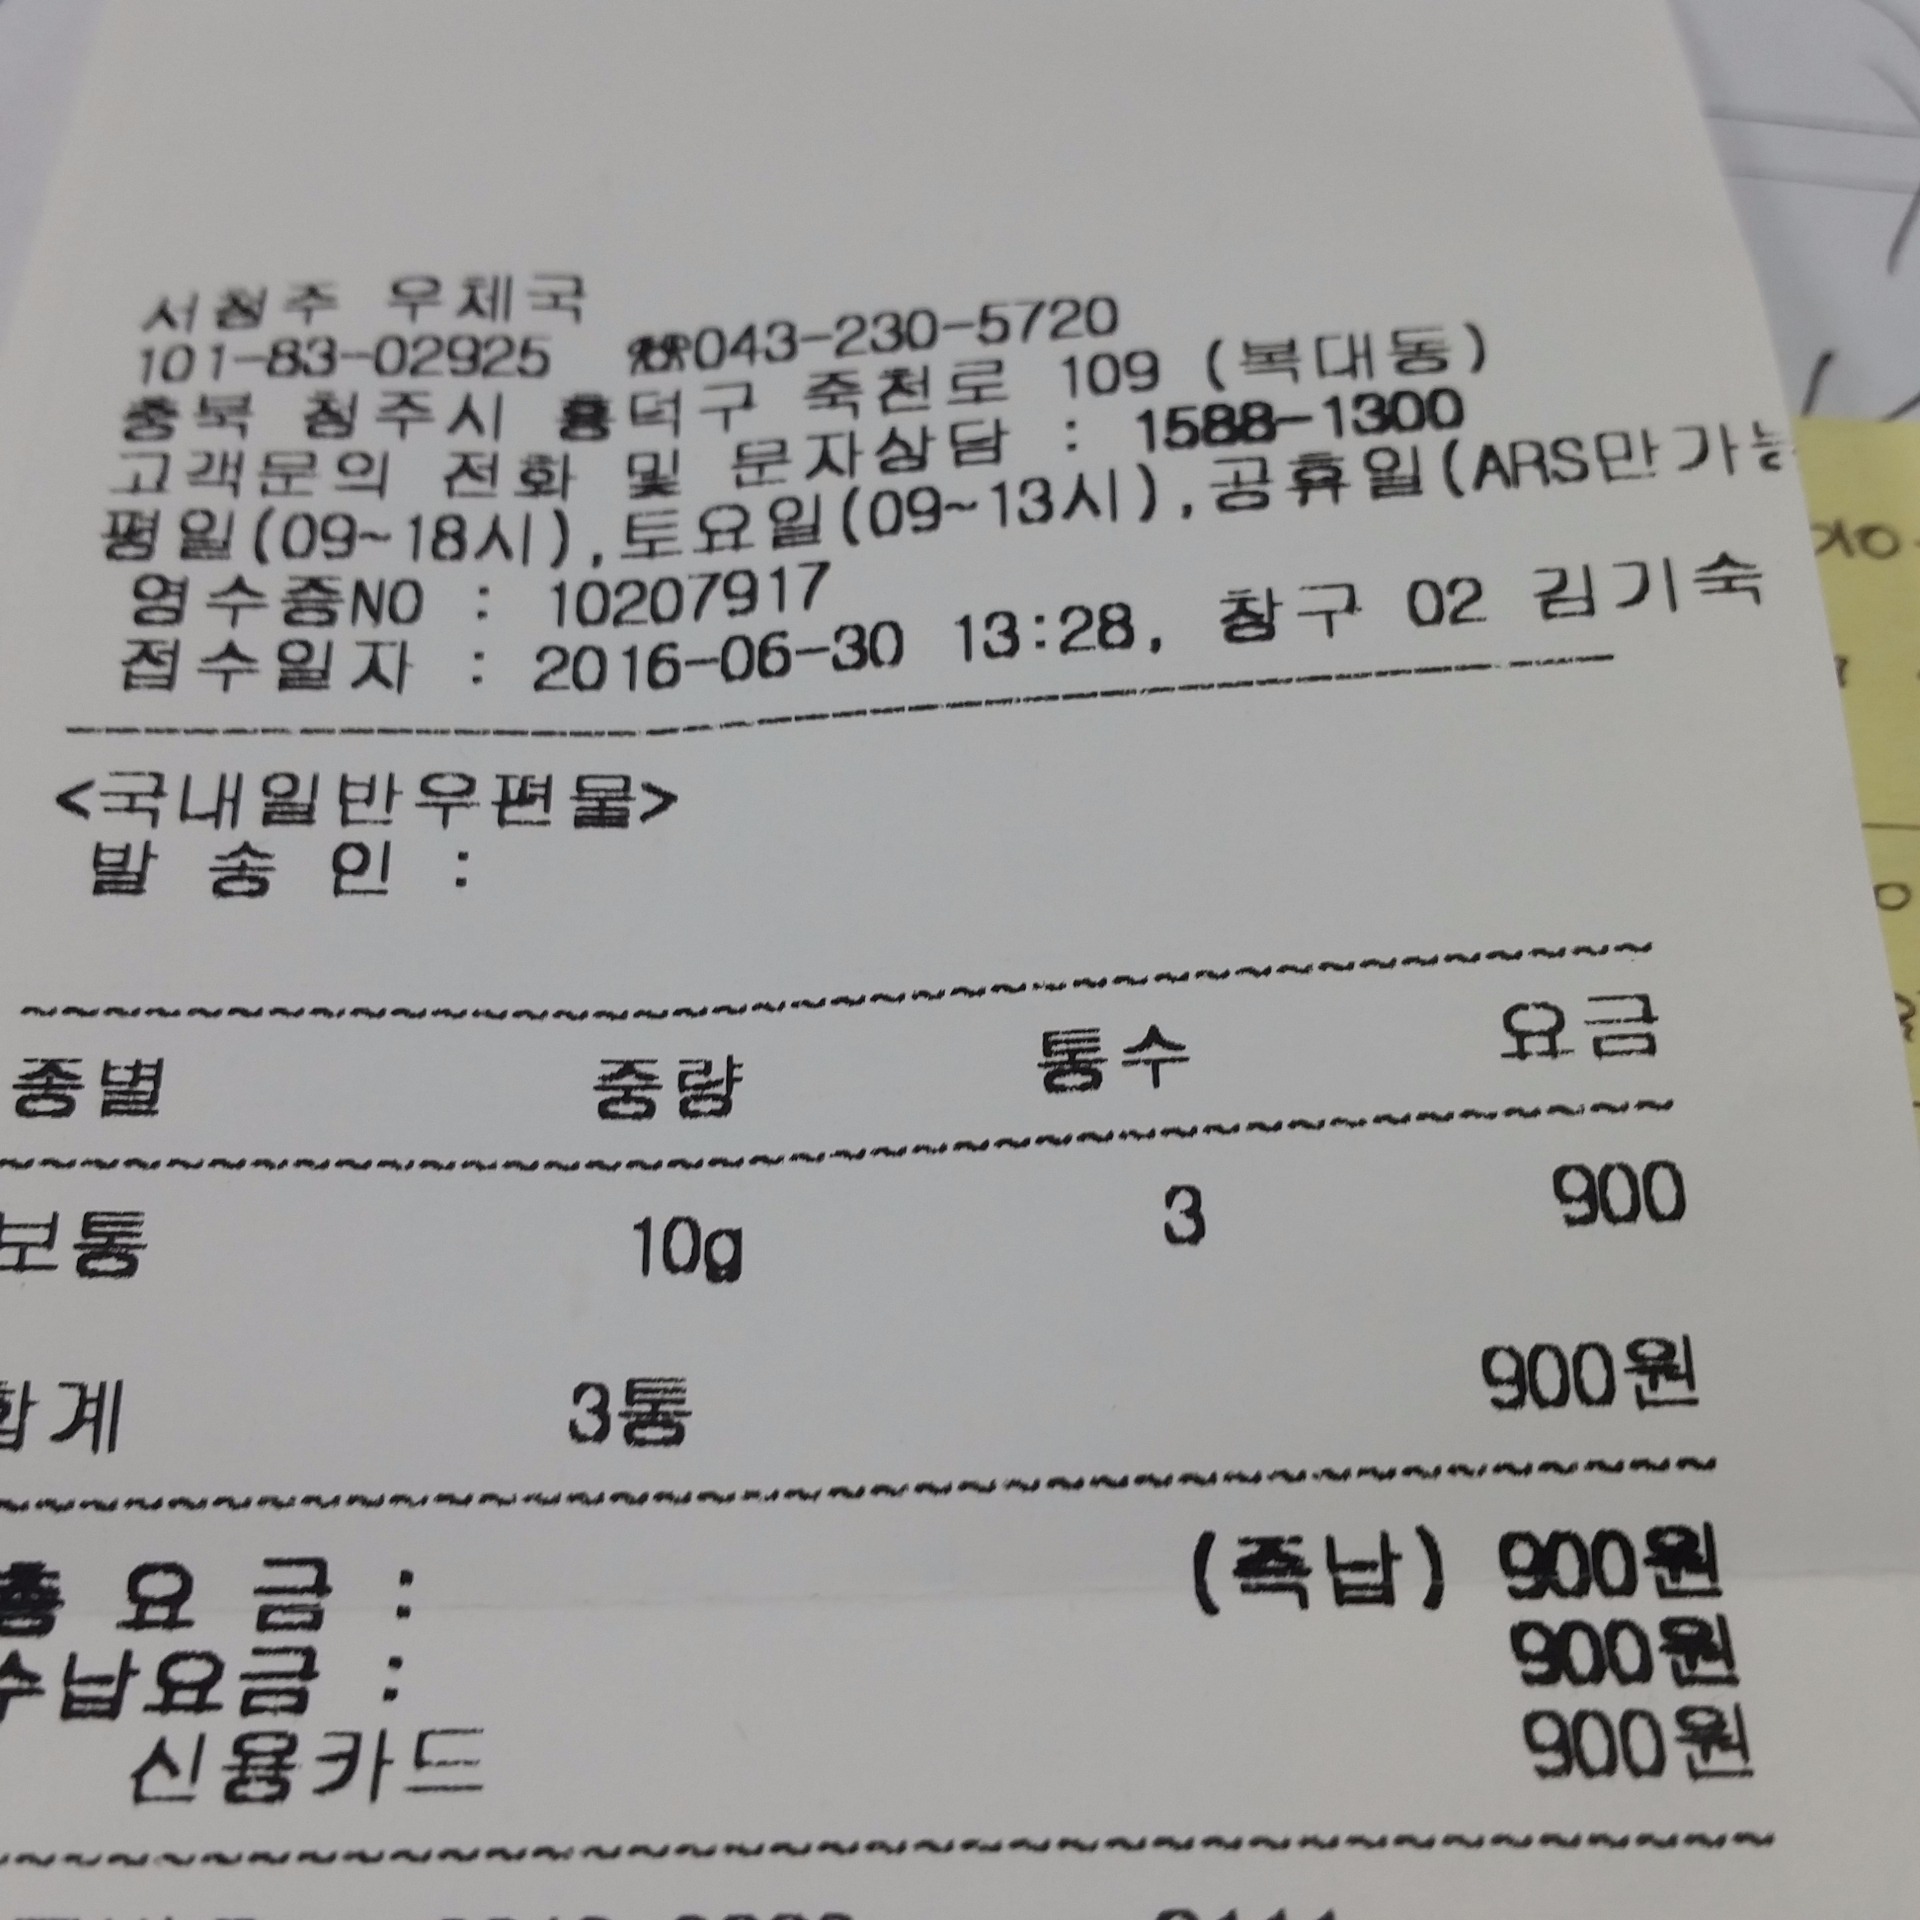 서청주 우체국
101-83-02925 ☎043-230-5720
충북 청주시 흥덕구 죽천로 109 (복대동)
고객문의 전화 및 문자상담 : 1588-1300
평일(09~18시),토요일(09~13시),공휴일(ARS만가능
영수증NO : 10207917
접수일자 : 2016-06-30 13:28, 창구 02 김기숙
<국내일반우편물>
발 송 인 :
종별 중량 통수 요금
보통 10g 3 900
합계 3통 900원
총 요 금 : (즉납) 900원
수납요금 : 900원
신용카드 900원